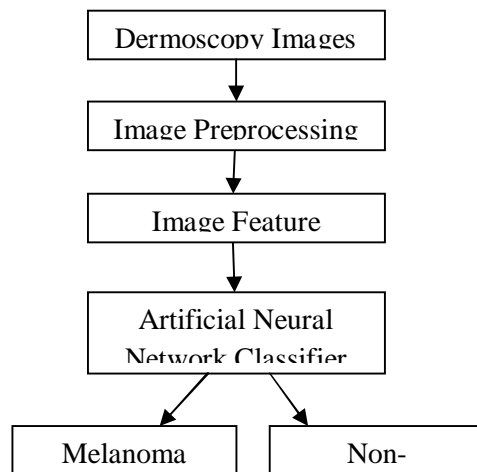 Dermoscopy Images
Image Preprocessing
Image Feature
Artificial Neural
Network Classifier
Melanoma
Non-